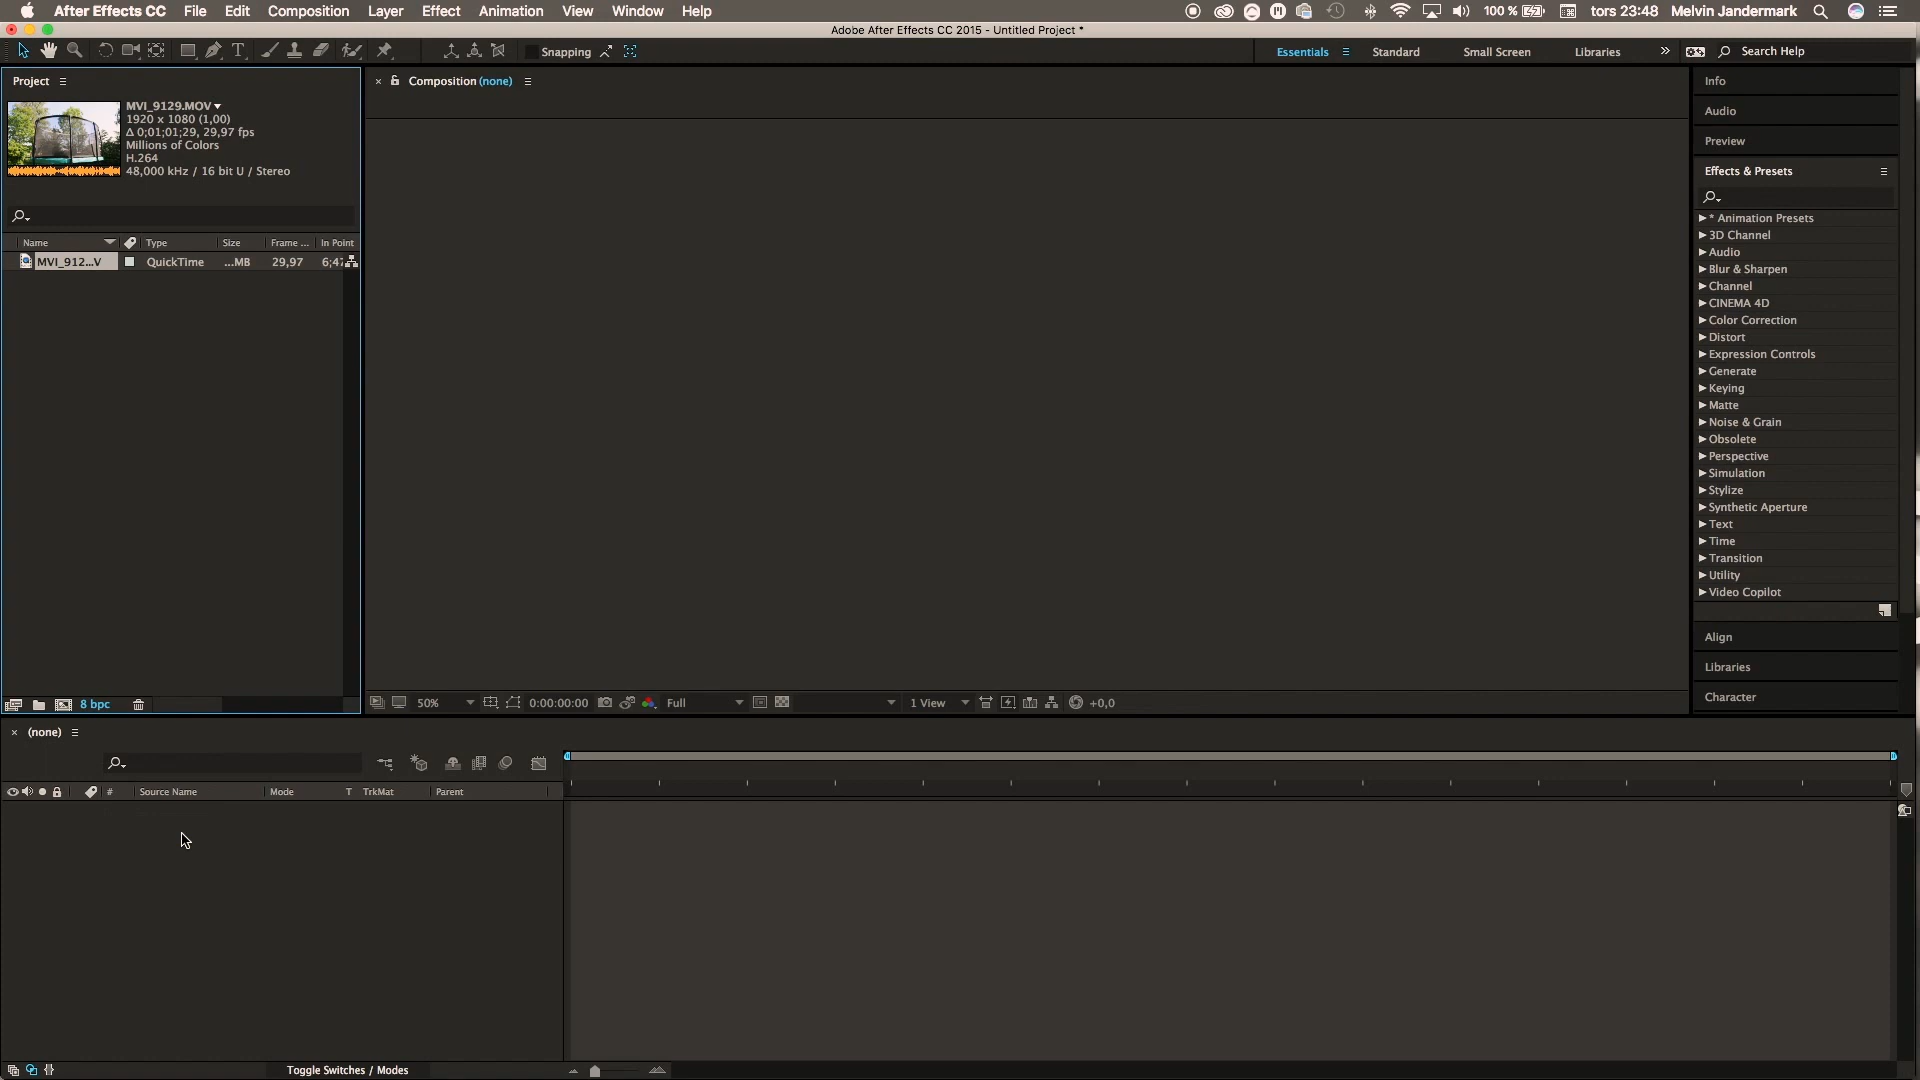 After Effects CC File Edit Composition Layer Effect Animation View Window Help 100 % tors 23:48 Melvin Jandermark
Adobe After Effects CC 2015 - Untitled Project *
Snapping Essentials Standard Small Screen Libraries Search Help
Project
MVI_9129.MOV
1920 x 1080 (1,00)
Δ 0;01;01;29, 29,97 fps
Millions of Colors
H.264
48,000 kHz / 16 bit U / Stereo
Name Type Size Frame ... In Point
MVI_912...V QuickTime ...MB 29,97 6;47
8 bpc
Composition (none)
50% 0:00:00:00 Full 1 View +0,0
Info
Audio
Preview
Effects & Presets
* Animation Presets
3D Channel
Audio
Blur & Sharpen
Channel
CINEMA 4D
Color Correction
Distort
Expression Controls
Generate
Keying
Matte
Noise & Grain
Obsolete
Perspective
Simulation
Stylize
Synthetic Aperture
Text
Time
Transition
Utility
Video Copilot
Align
Libraries
Character
(none)
# Source Name Mode T TrkMat Parent
Toggle Switches / Modes